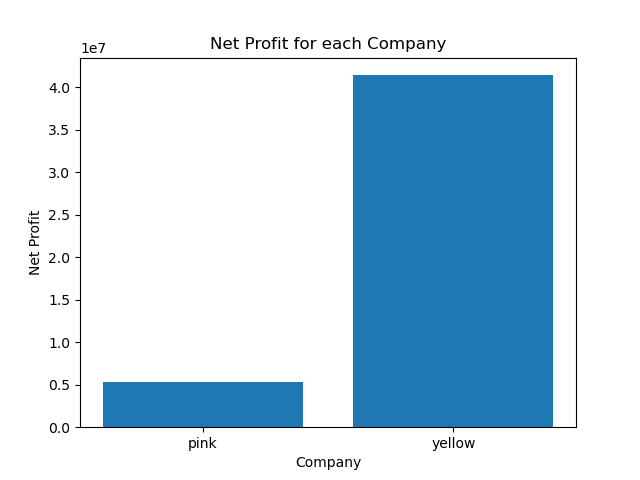 Net Profit for each Company
1e7
4.0
3.5
3.0
2.5
2.0
1.5
1.0
0.5
0.0
Net Profit
pink yellow
Company